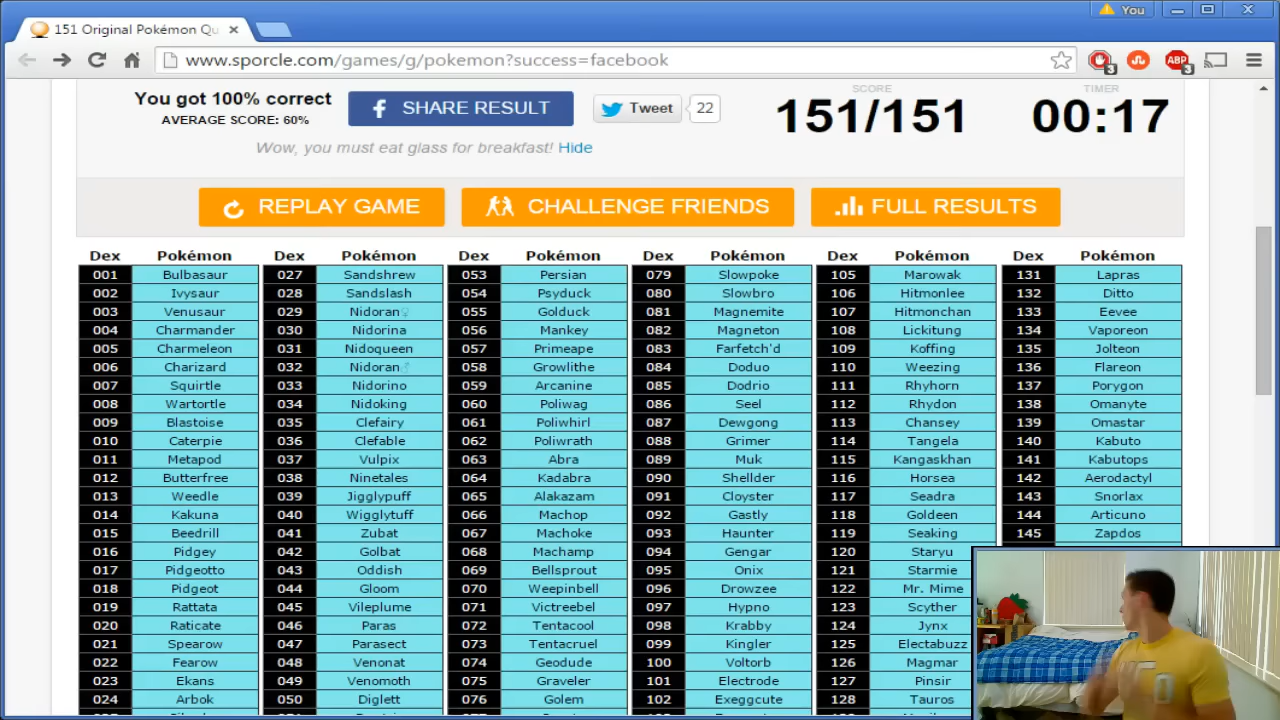 151 Original Pokémon Qu
You
www.sporcle.com/games/g/pokemon?success=facebook
3
ABP 3
You got 100% correct
AVERAGE SCORE: 60%
SHARE RESULT
Tweet 22
SCORE
151/151
TIMER
00:17
Wow, you must eat glass for breakfast! Hide
REPLAY GAME CHALLENGE FRIENDS FULL RESULTS
Dex Pokémon Dex Pokémon Dex Pokémon Dex Pokémon Dex Pokémon Dex Pokémon
001 Bulbasaur 027 Sandshrew 053 Persian 079 Slowpoke 105 Marowak 131 Lapras
002 Ivysaur 028 Sandslash 054 Psyduck 080 Slowbro 106 Hitmonlee 132 Ditto
003 Venusaur 029 Nidoran♀ 055 Golduck 081 Magnemite 107 Hitmonchan 133 Eevee
004 Charmander 030 Nidorina 056 Mankey 082 Magneton 108 Lickitung 134 Vaporeon
005 Charmeleon 031 Nidoqueen 057 Primeape 083 Farfetch'd 109 Koffing 135 Jolteon
006 Charizard 032 Nidoran♂ 058 Growlithe 084 Doduo 110 Weezing 136 Flareon
007 Squirtle 033 Nidorino 059 Arcanine 085 Dodrio 111 Rhyhorn 137 Porygon
008 Wartortle 034 Nidoking 060 Poliwag 086 Seel 112 Rhydon 138 Omanyte
009 Blastoise 035 Clefairy 061 Poliwhirl 087 Dewgong 113 Chansey 139 Omastar
010 Caterpie 036 Clefable 062 Poliwrath 088 Grimer 114 Tangela 140 Kabuto
011 Metapod 037 Vulpix 063 Abra 089 Muk 115 Kangaskhan 141 Kabutops
012 Butterfree 038 Ninetales 064 Kadabra 090 Shellder 116 Horsea 142 Aerodactyl
013 Weedle 039 Jigglypuff 065 Alakazam 091 Cloyster 117 Seadra 143 Snorlax
014 Kakuna 040 Wigglytuff 066 Machop 092 Gastly 118 Goldeen 144 Articuno
015 Beedrill 041 Zubat 067 Machoke 093 Haunter 119 Seaking 145 Zapdos
016 Pidgey 042 Golbat 068 Machamp 094 Gengar 120 Staryu
017 Pidgeotto 043 Oddish 069 Bellsprout 095 Onix 121 Starmie
018 Pidgeot 044 Gloom 070 Weepinbell 096 Drowzee 122 Mr. Mime
019 Rattata 045 Vileplume 071 Victreebel 097 Hypno 123 Scyther
020 Raticate 046 Paras 072 Tentacool 098 Krabby 124 Jynx
021 Spearow 047 Parasect 073 Tentacruel 099 Kingler 125 Electabuzz
022 Fearow 048 Venonat 074 Geodude 100 Voltorb 126 Magmar
023 Ekans 049 Venomoth 075 Graveler 101 Electrode 127 Pinsir
024 Arbok 050 Diglett 076 Golem 102 Exeggcute 128 Tauros